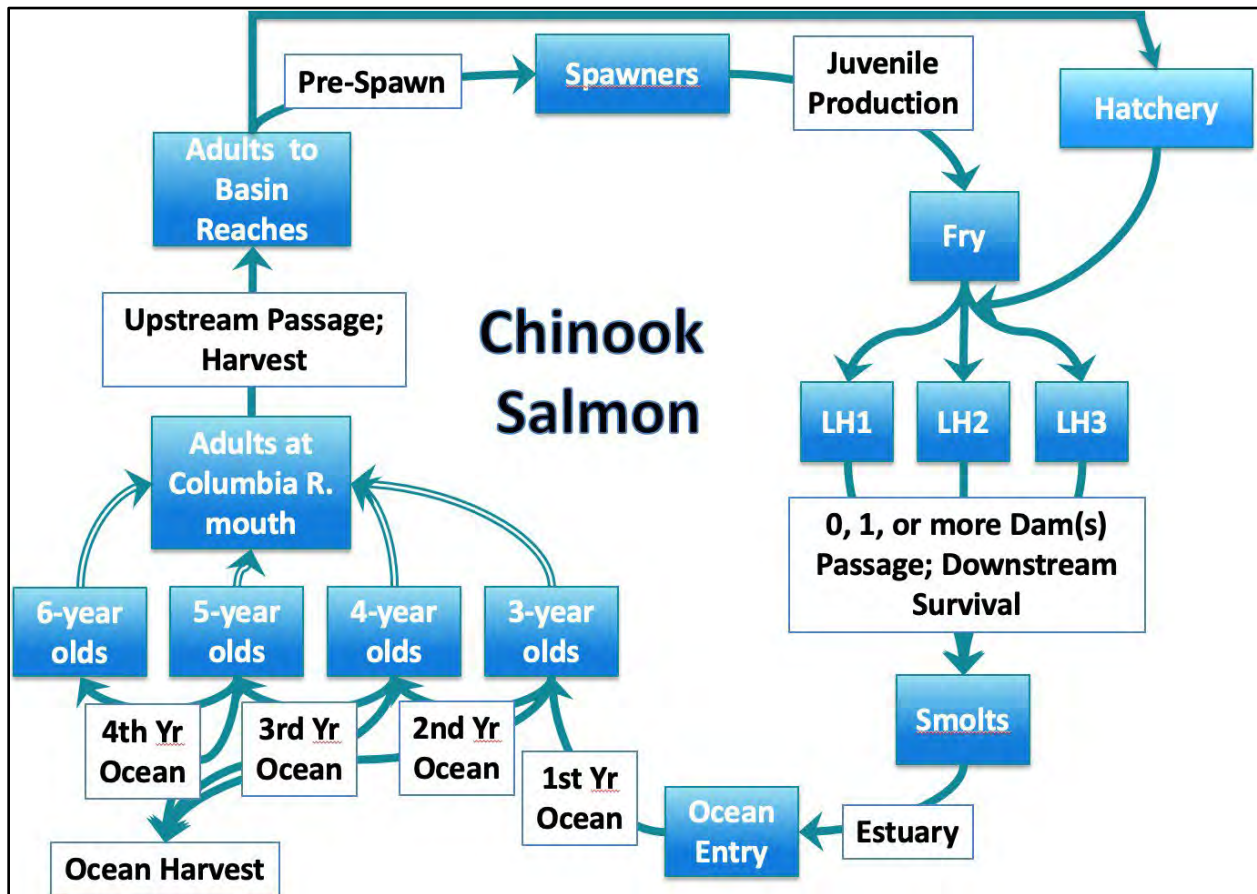 Pre-Spawn
Spawners
Juvenile
Production
Hatchery
Adults to
Basin
Reaches
Fry
Upstream Passage;
Harvest
Chinook
Salmon
LH1
LH2
LH3
Adults at
Columbia R.
mouth
0, 1, or more Dam(s)
Passage; Downstream
Survival
6-year
olds
5-year
olds
4-year
olds
3-year
olds
Smolts
4th Yr
Ocean
3rd Yr
Ocean
2nd Yr
Ocean
1st Yr
Ocean
Ocean
Entry
Estuary
Ocean Harvest